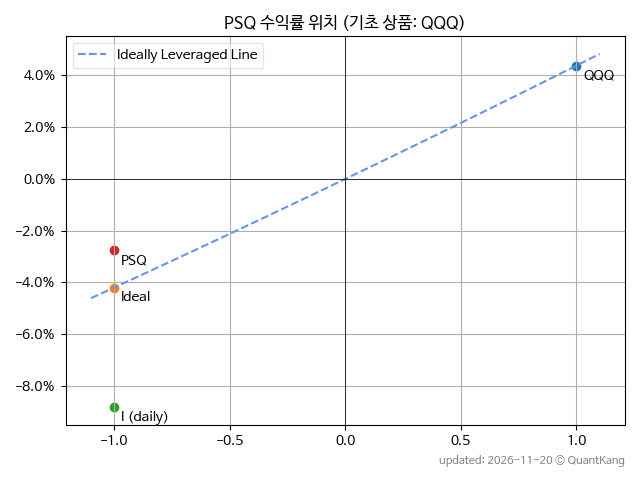 PSQ 수익률 위치 (기초 상품: QQQ)
Ideally Leveraged Line
4.0%
2.0%
0.0%
−2.0%
−4.0%
−6.0%
−8.0%
QQQ
PSQ
Ideal
I (daily)
−1.0
−0.5
0.0
0.5
1.0
updated: 2026−11−20 © QuantKang